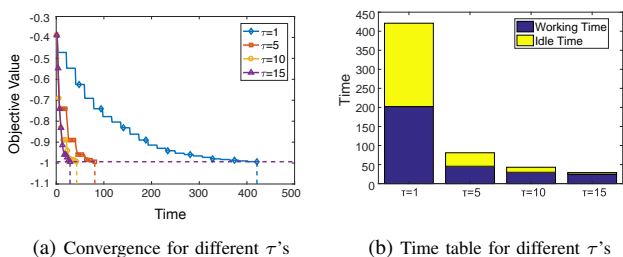 -0.3
-0.4
-0.5
-0.6
-0.7
-0.8
-0.9
-1
-1.1
Objective Value
0
100
200
300
400
500
Time
τ=1
τ=5
τ=10
τ=15
(a) Convergence for different τ's
450
400
350
300
250
200
150
100
50
0
Time
Working Time
Idle Time
τ=1
τ=5
τ=10
τ=15
(b) Time table for different τ's